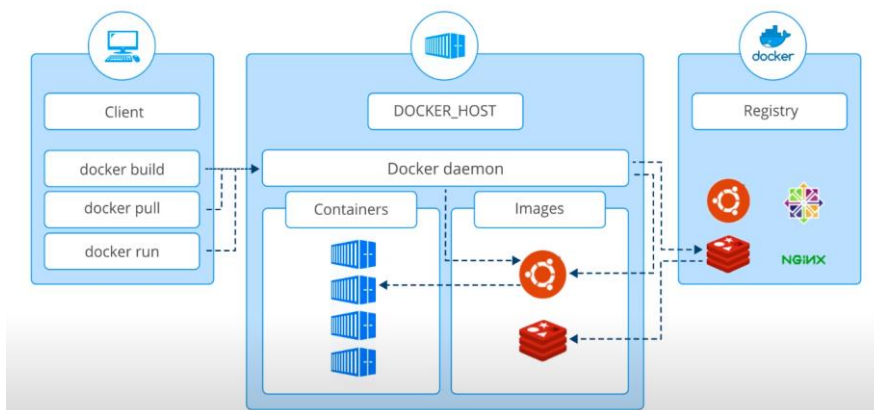 docker
Client
DOCKER_HOST
Registry
docker build
docker pull
docker run
Docker daemon
Containers
Images
NGiNX